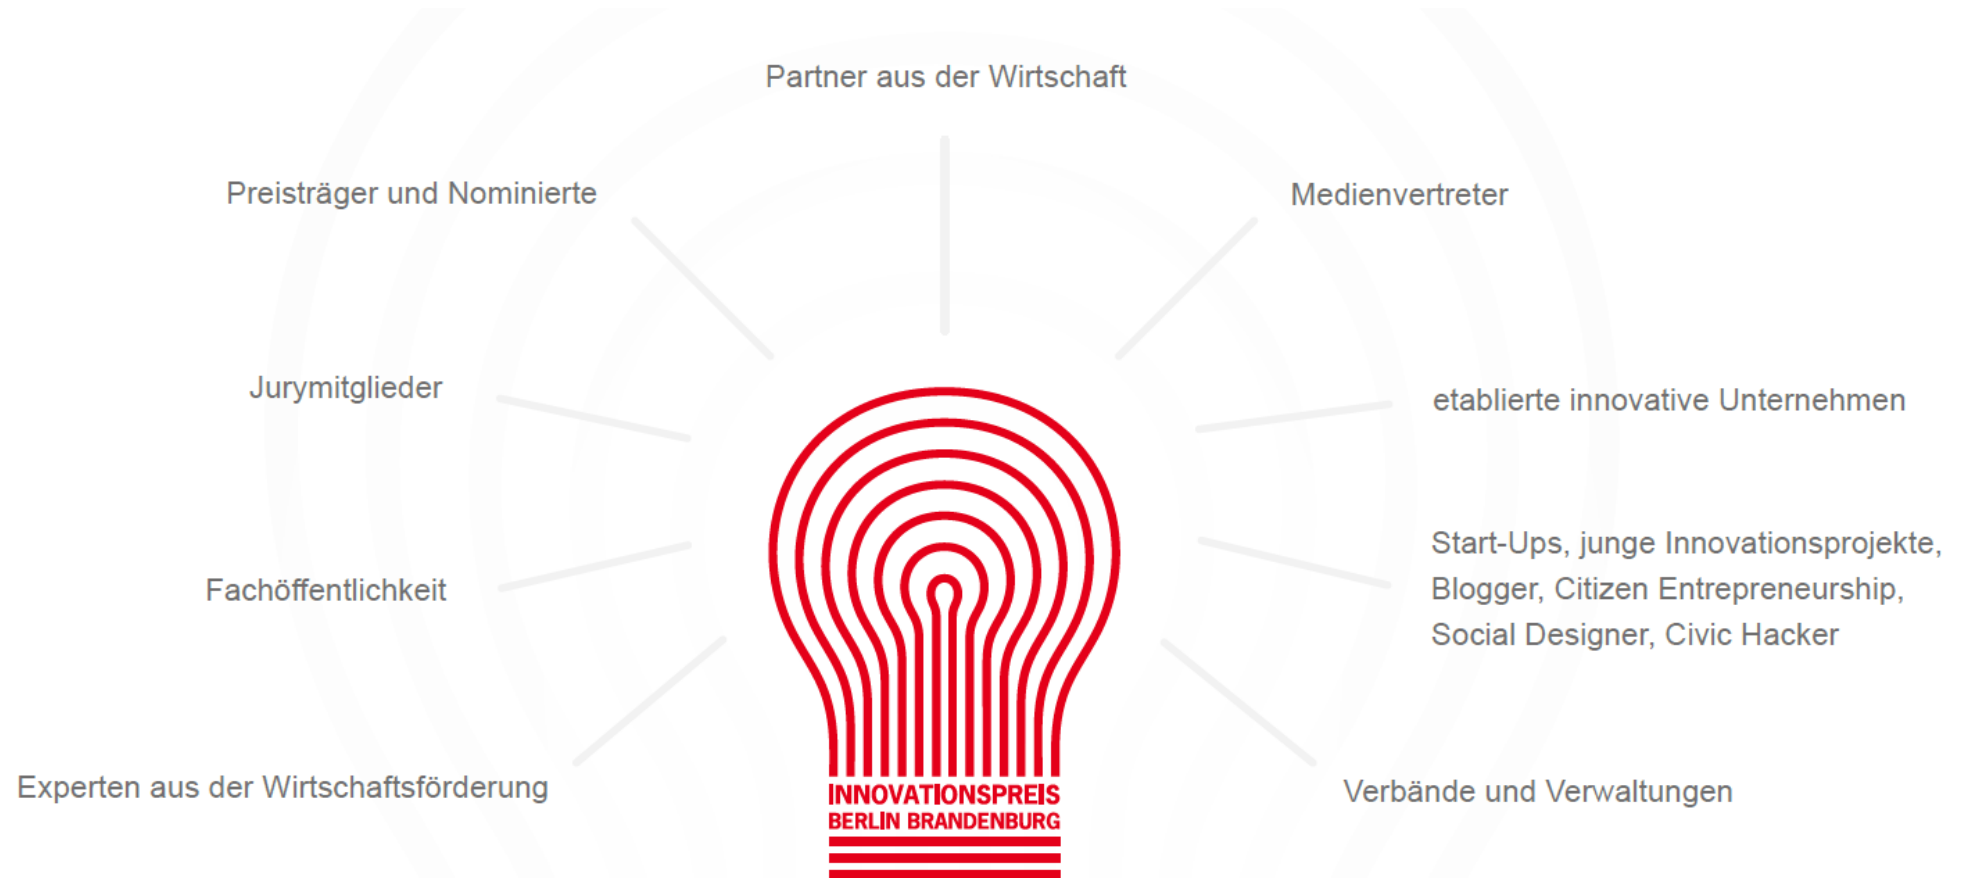 Partner aus der Wirtschaft
Preisträger und Nominierte
Medienvertreter
Jurymitglieder
etablierte innovative Unternehmen
Fachöffentlichkeit
Start-Ups, junge Innovationsprojekte,
Blogger, Citizen Entrepreneurship,
Social Designer, Civic Hacker
Experten aus der Wirtschaftsförderung
Verbände und Verwaltungen
INNOVATIONSPREIS
BERLIN BRANDENBURG